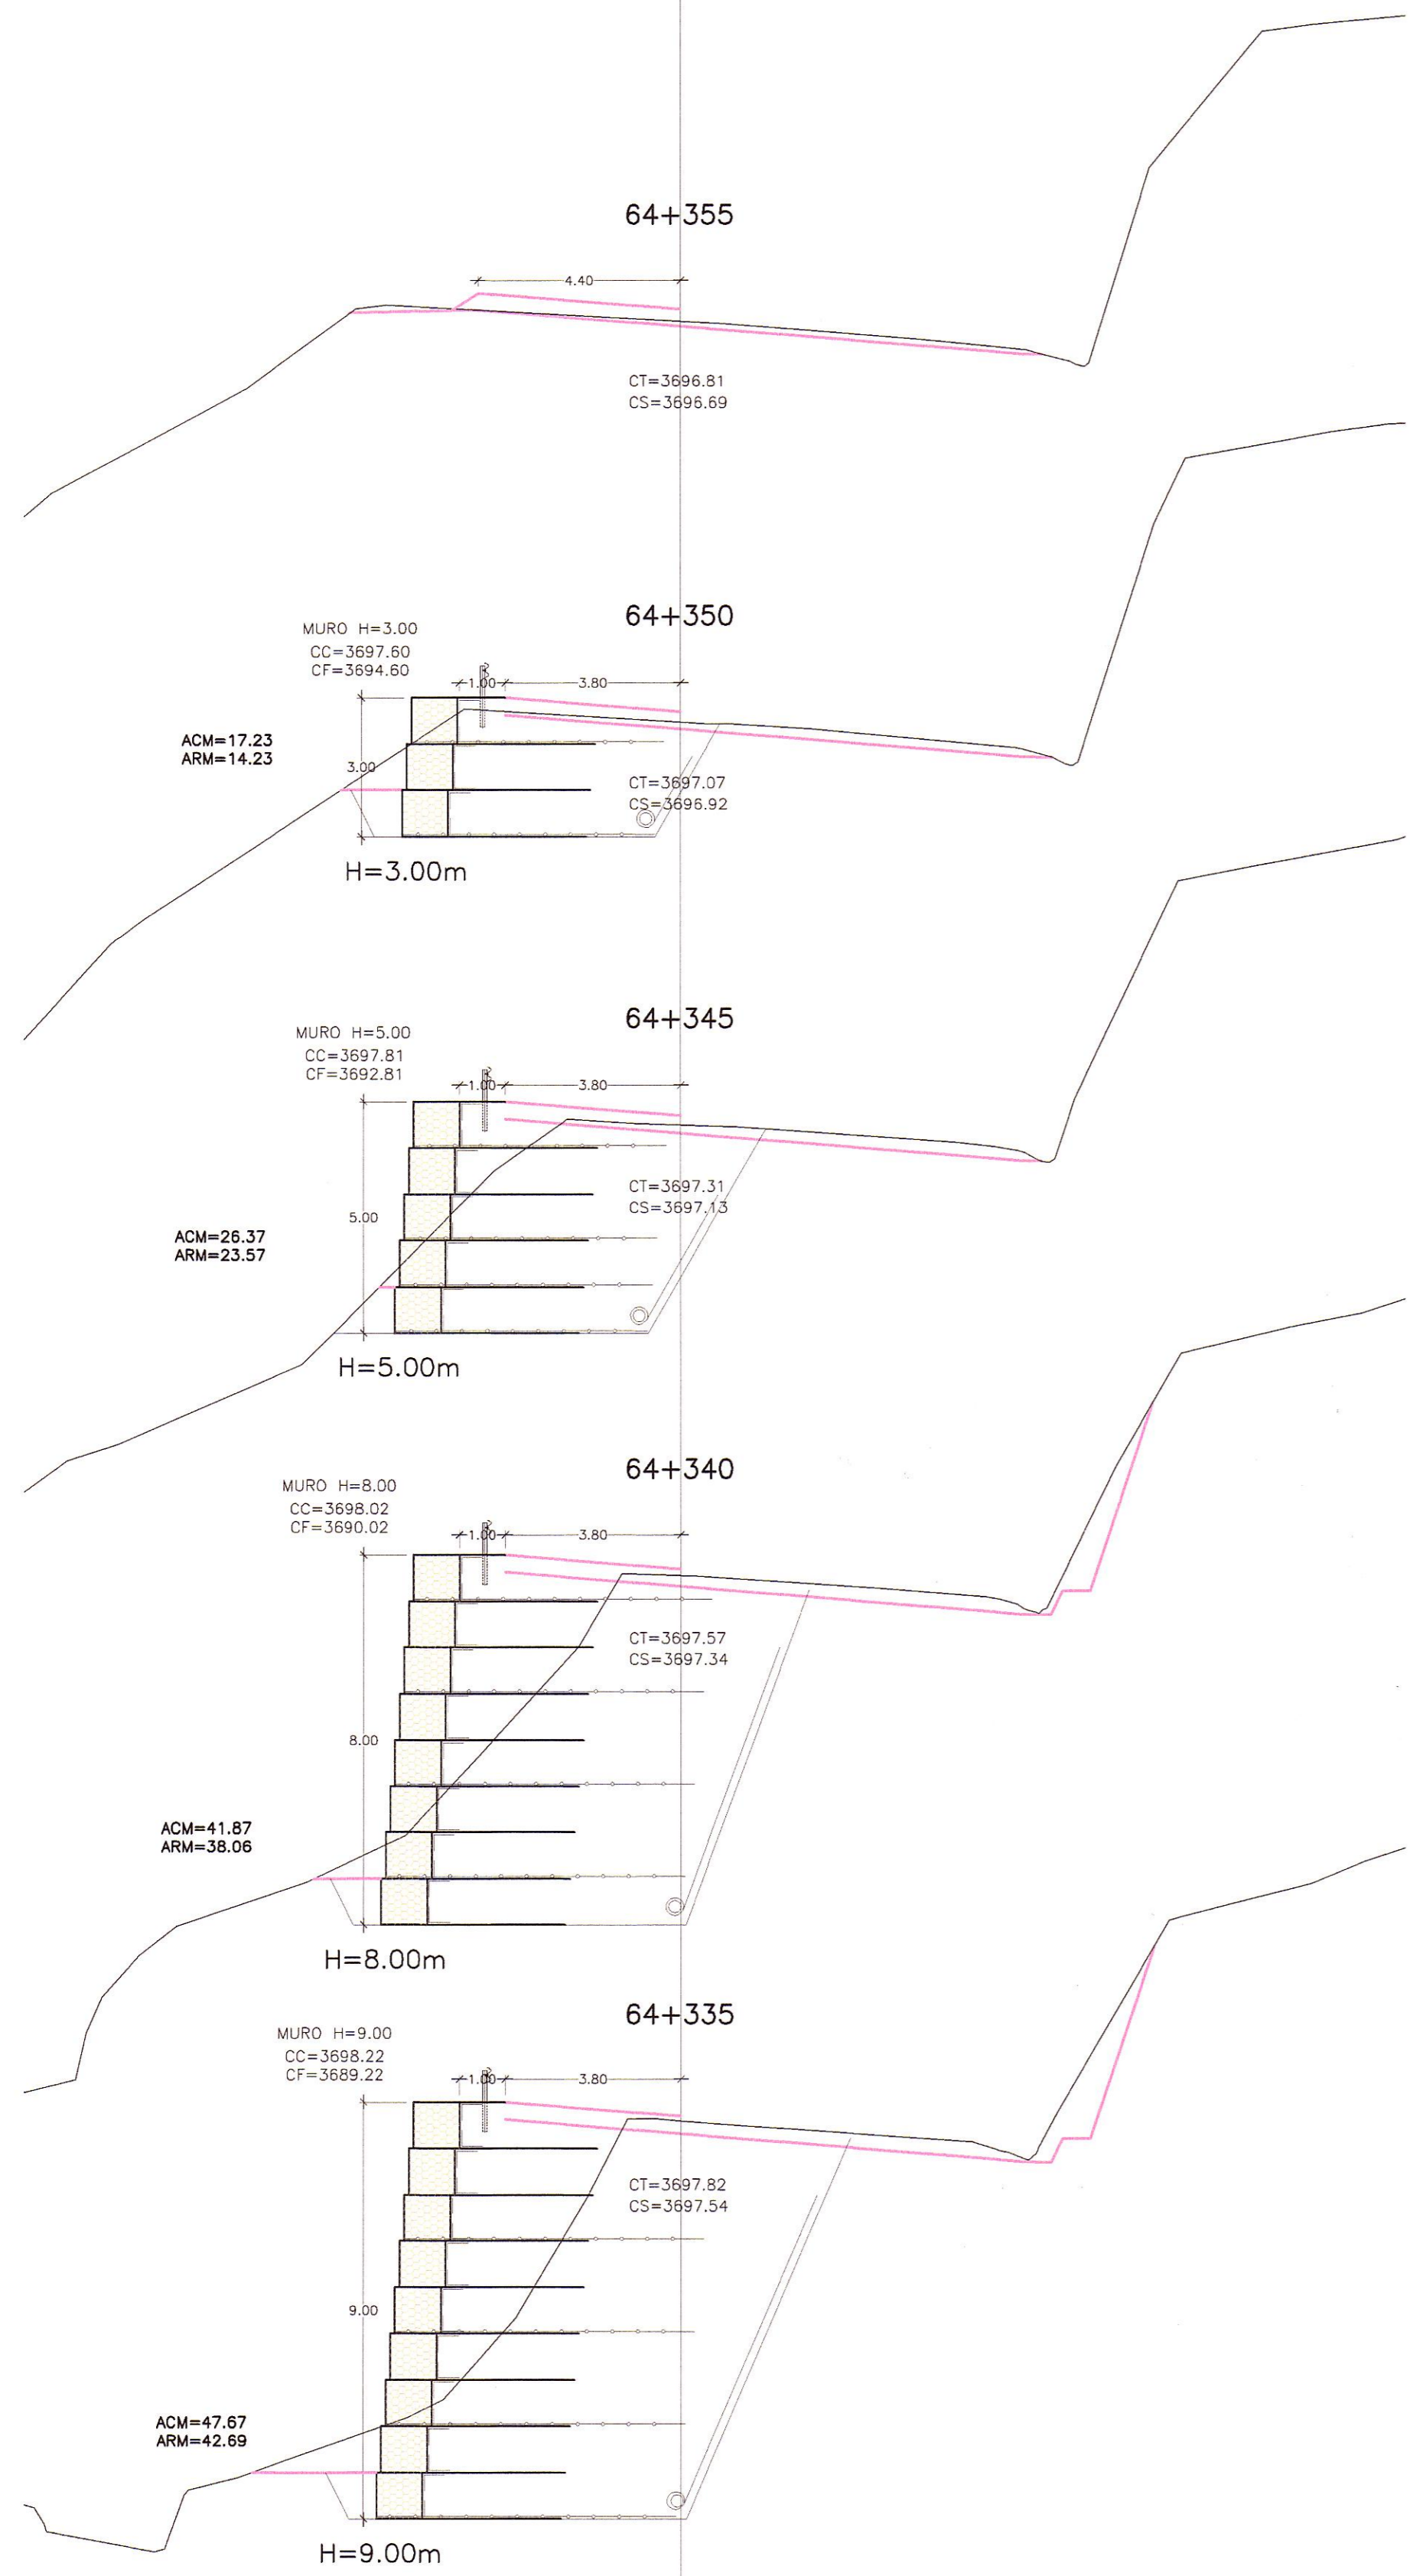 64+355
4.40
CT=3696.81
CS=3696.69
64+350
MURO H=3.00
CC=3697.60
CF=3694.60
1.00
3.80
ACM=17.23
ARM=14.23
3.00
CT=3697.07
CS=3696.92
H=3.00m
64+345
MURO H=5.00
CC=3697.81
CF=3692.81
1.00
3.80
CT=3697.31
CS=3697.13
5.00
ACM=26.37
ARM=23.57
H=5.00m
64+340
MURO H=8.00
CC=3698.02
CF=3690.02
1.00
3.80
CT=3697.57
CS=3697.34
8.00
ACM=41.87
ARM=38.06
H=8.00m
64+335
MURO H=9.00
CC=3698.22
CF=3689.22
1.00
3.80
CT=3697.82
CS=3697.54
9.00
ACM=47.67
ARM=42.69
H=9.00m